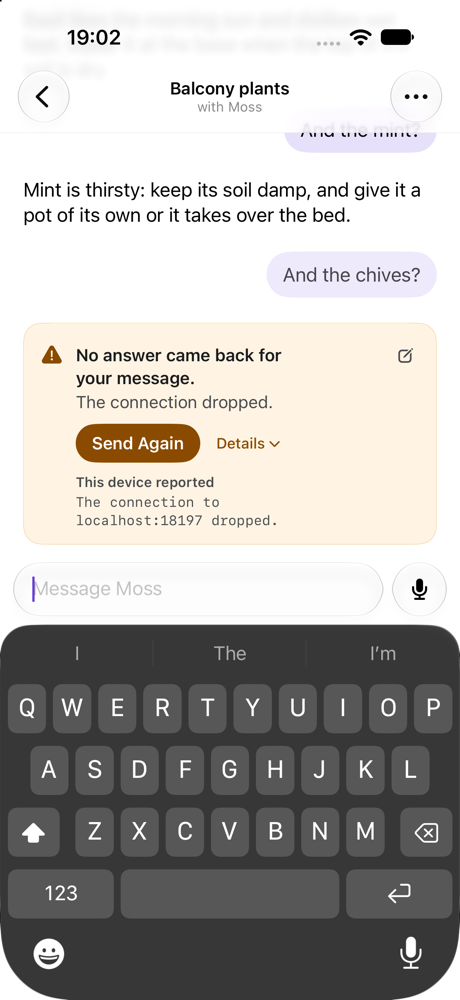 19:02
Balcony plants
with Moss
And the mint?
Mint is thirsty: keep its soil damp, and give it a
pot of its own or it takes over the bed.
And the chives?
No answer came back for
your message.
The connection dropped.
Send Again
Details
This device reported
The connection to
localhost:18197 dropped.
Message Moss
I
The
I'm
Q W E R T Y U I O P
A S D F G H J K L
Z X C V B N M
123